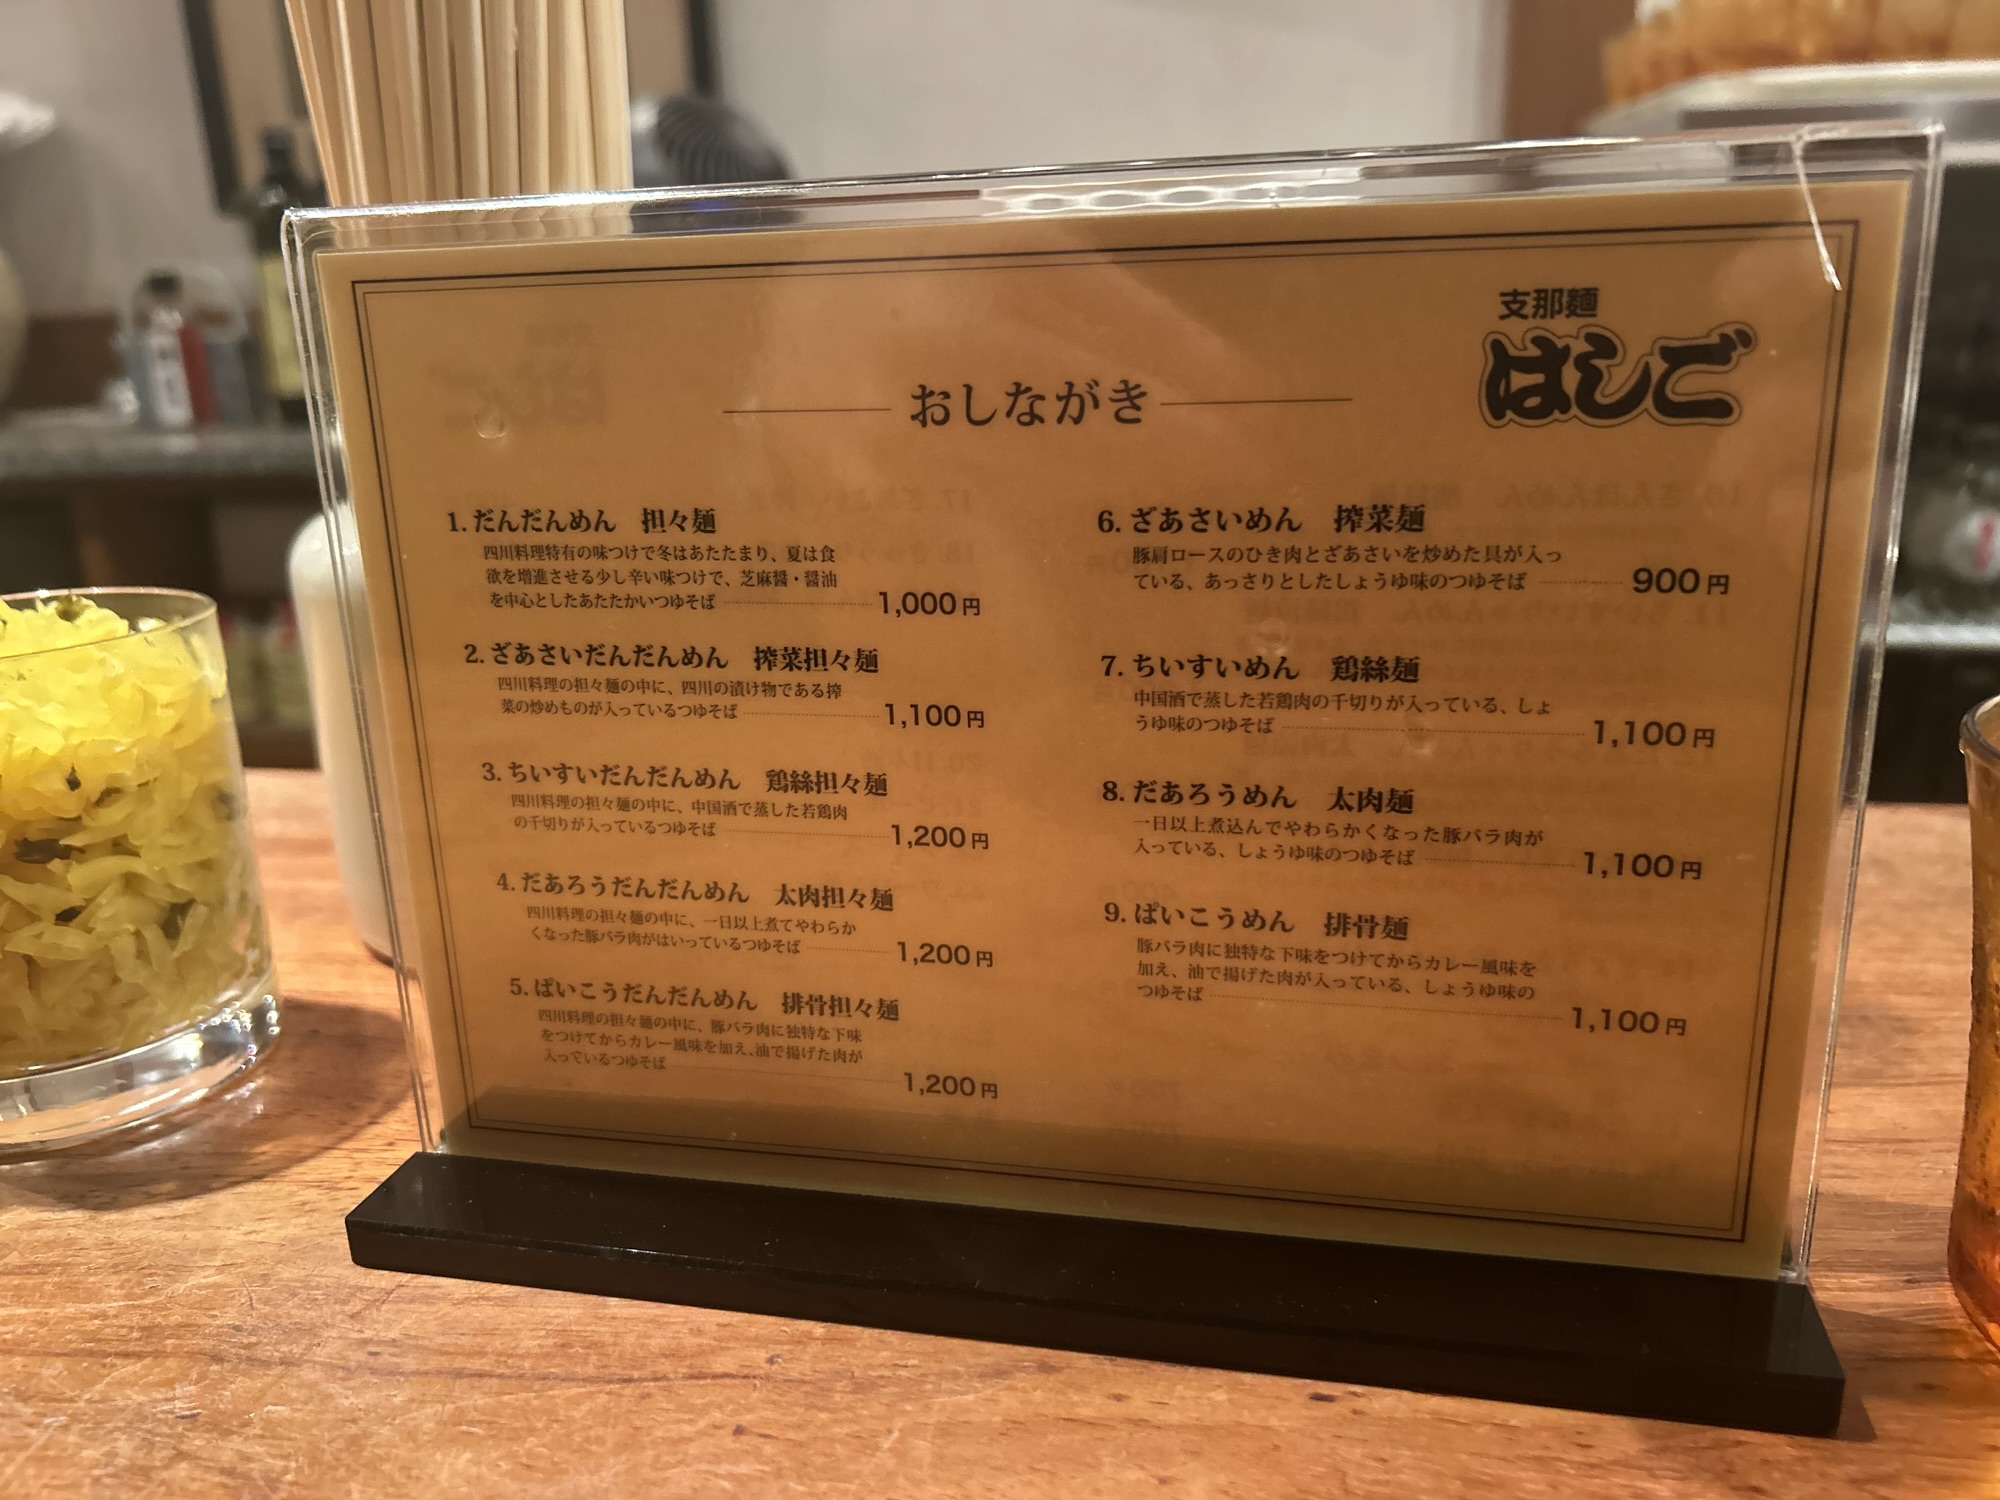 支那麺
はしご
おしながき
1. だんだんめん 担々麺
四川料理特有の味つけで冬はあたたまり、夏は食
欲を増進させる少し辛い味つけで、芝麻醤・醤油
を中心としたあたたかいつゆそば 1,000円
2. ざあさいだんだんめん 搾菜担々麺
四川料理の担々麺の中に、四川の漬け物である搾
菜の炒めものが入っているつゆそば 1,100円
3. ちいすいだんだんめん 鶏絲担々麺
四川料理の担々麺の中に、中国酒で蒸した若鶏肉
の千切りが入っているつゆそば 1,200円
4. だあろうだんだんめん 太肉担々麺
四川料理の担々麺の中に、一日以上煮てやわらか
くなった豚バラ肉がはいっているつゆそば 1,200円
5. ぱいこうだんだんめん 排骨担々麺
四川料理の担々麺の中に、豚バラ肉に独特な下味
をつけてからカレー風味を加え、油で揚げた肉が
入っているつゆそば 1,200円
6. ざあさいめん 搾菜麺
豚肩ロースのひき肉とざあさいを炒めた具が入っ
ている、あっさりとしたしょうゆ味のつゆそば 900円
7. ちいすいめん 鶏絲麺
中国酒で蒸した若鶏肉の千切りが入っている、しょ
うゆ味のつゆそば 1,100円
8. だあろうめん 太肉麺
一日以上煮込んでやわらかくなった豚バラ肉が
入っている、しょうゆ味のつゆそば 1,100円
9. ぱいこうめん 排骨麺
豚バラ肉に独特な下味をつけてからカレー風味を
加え、油で揚げた肉が入っている、しょうゆ味の
つゆそば 1,100円